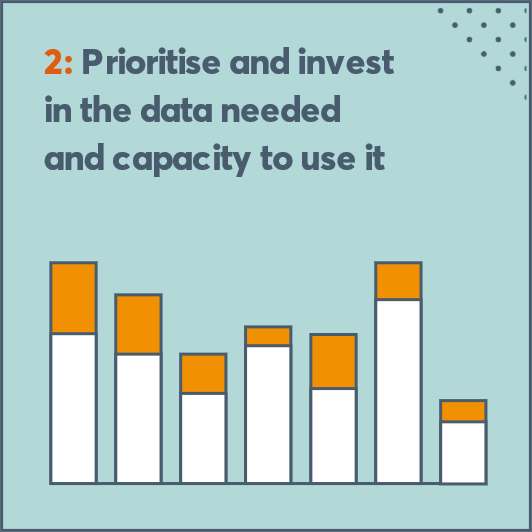 2: Prioritise and invest
in the data needed
and capacity to use it